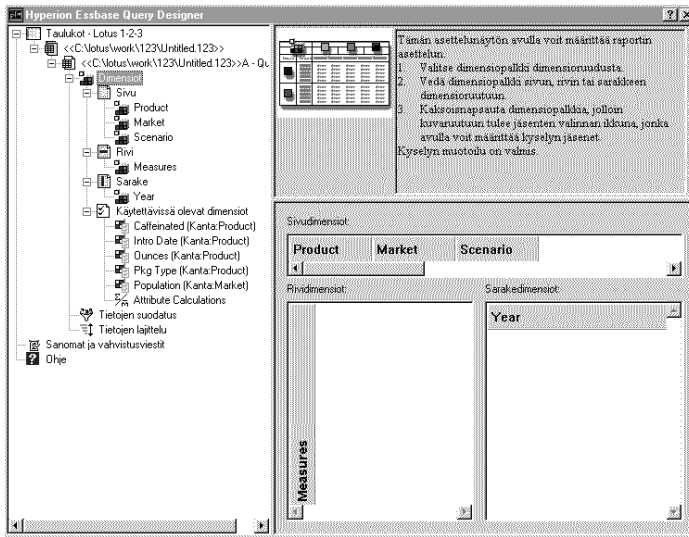 Hyperion Essbase Query Designer
Taulukot - Lotus 1-2-3
<<C:\lotus\work\123\Untitled.123>>
<<C:\lotus\work\123\Untitled.123>>A - Qu
Dimensiot
Sivu
Product
Market
Scenario
Rivi
Measures
Sarake
Year
Käytettävissä olevat dimensiot
Caffeinated (Kanta:Product)
Intro Date (Kanta:Product)
Ounces (Kanta:Product)
Pkg Type (Kanta:Product)
Population (Kanta:Market)
Attribute Calculations
Tietojen suodatus
Tietojen lajittelu
Sanomat ja vahvistusviestit
Ohje
Tämän asettelunäytön avulla voit määrittää raportin
asettelun.
1. Valitse dimensiopalkki dimensioruudusta.
2. Vedä dimensiopalkki sivun, rivin tai sarakkeen
dimensioruutuun.
3. Kaksoisnapsauta dimensiopalkkia, jolloin
kuvaruutuun tulee jäsenten valinnan ikkuna, jonka
avulla voit määrittää kyselyn jäsenet.
Kyselyn muotoilu on valmis.
Sivudimensiot:
Product Market Scenario
Rividimensiot:
Measures
Sarakedimensiot:
Year